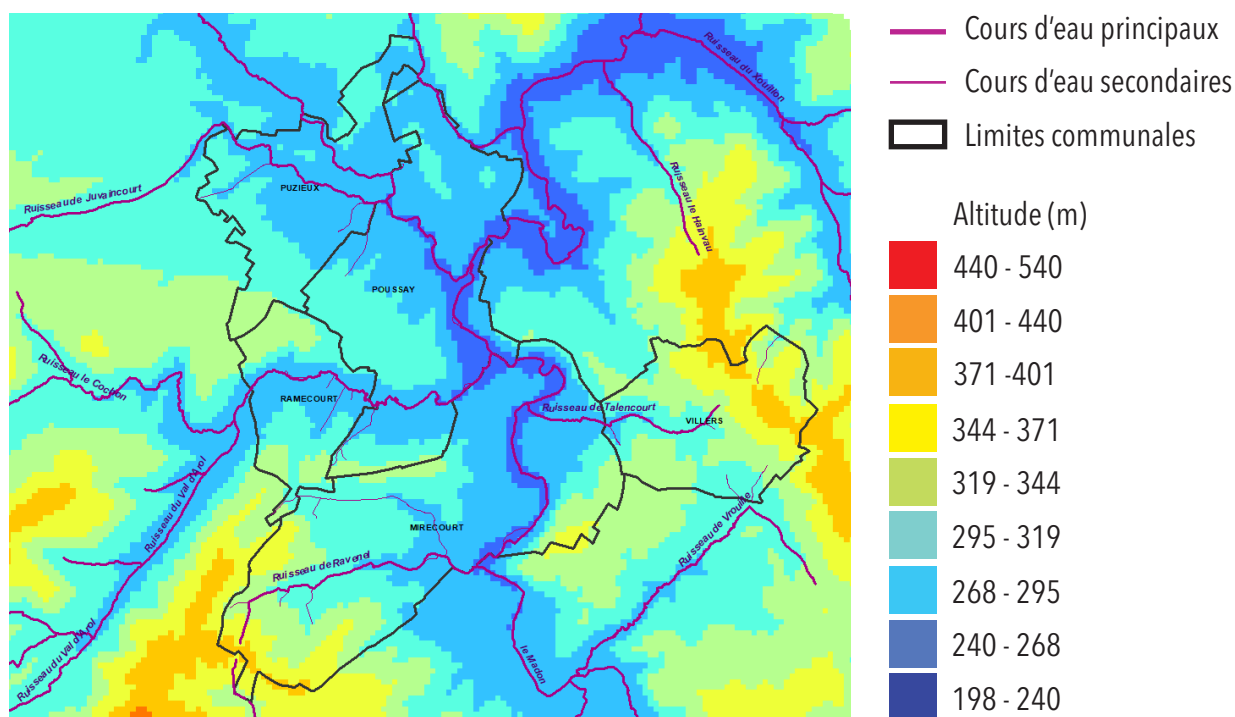 Ruisseau du Xouillon
Ruisseau de Juvaincourt
PUZIEUX
Ruisseau le Hainvau
POUSSAY
Ruisseau le Cochon
RAMECOURT
Ruisseau de Talencourt
VILLERS
Ruisseau du Val d'Arol
MIRECOURT
Ruisseau de Vroville
Ruisseau de Ravenel
Ruisseau du Val d'Arol
le Madon
Cours d'eau principaux
Cours d'eau secondaires
Limites communales
Altitude (m)
440 - 540
401 - 440
371 -401
344 - 371
319 - 344
295 - 319
268 - 295
240 - 268
198 - 240